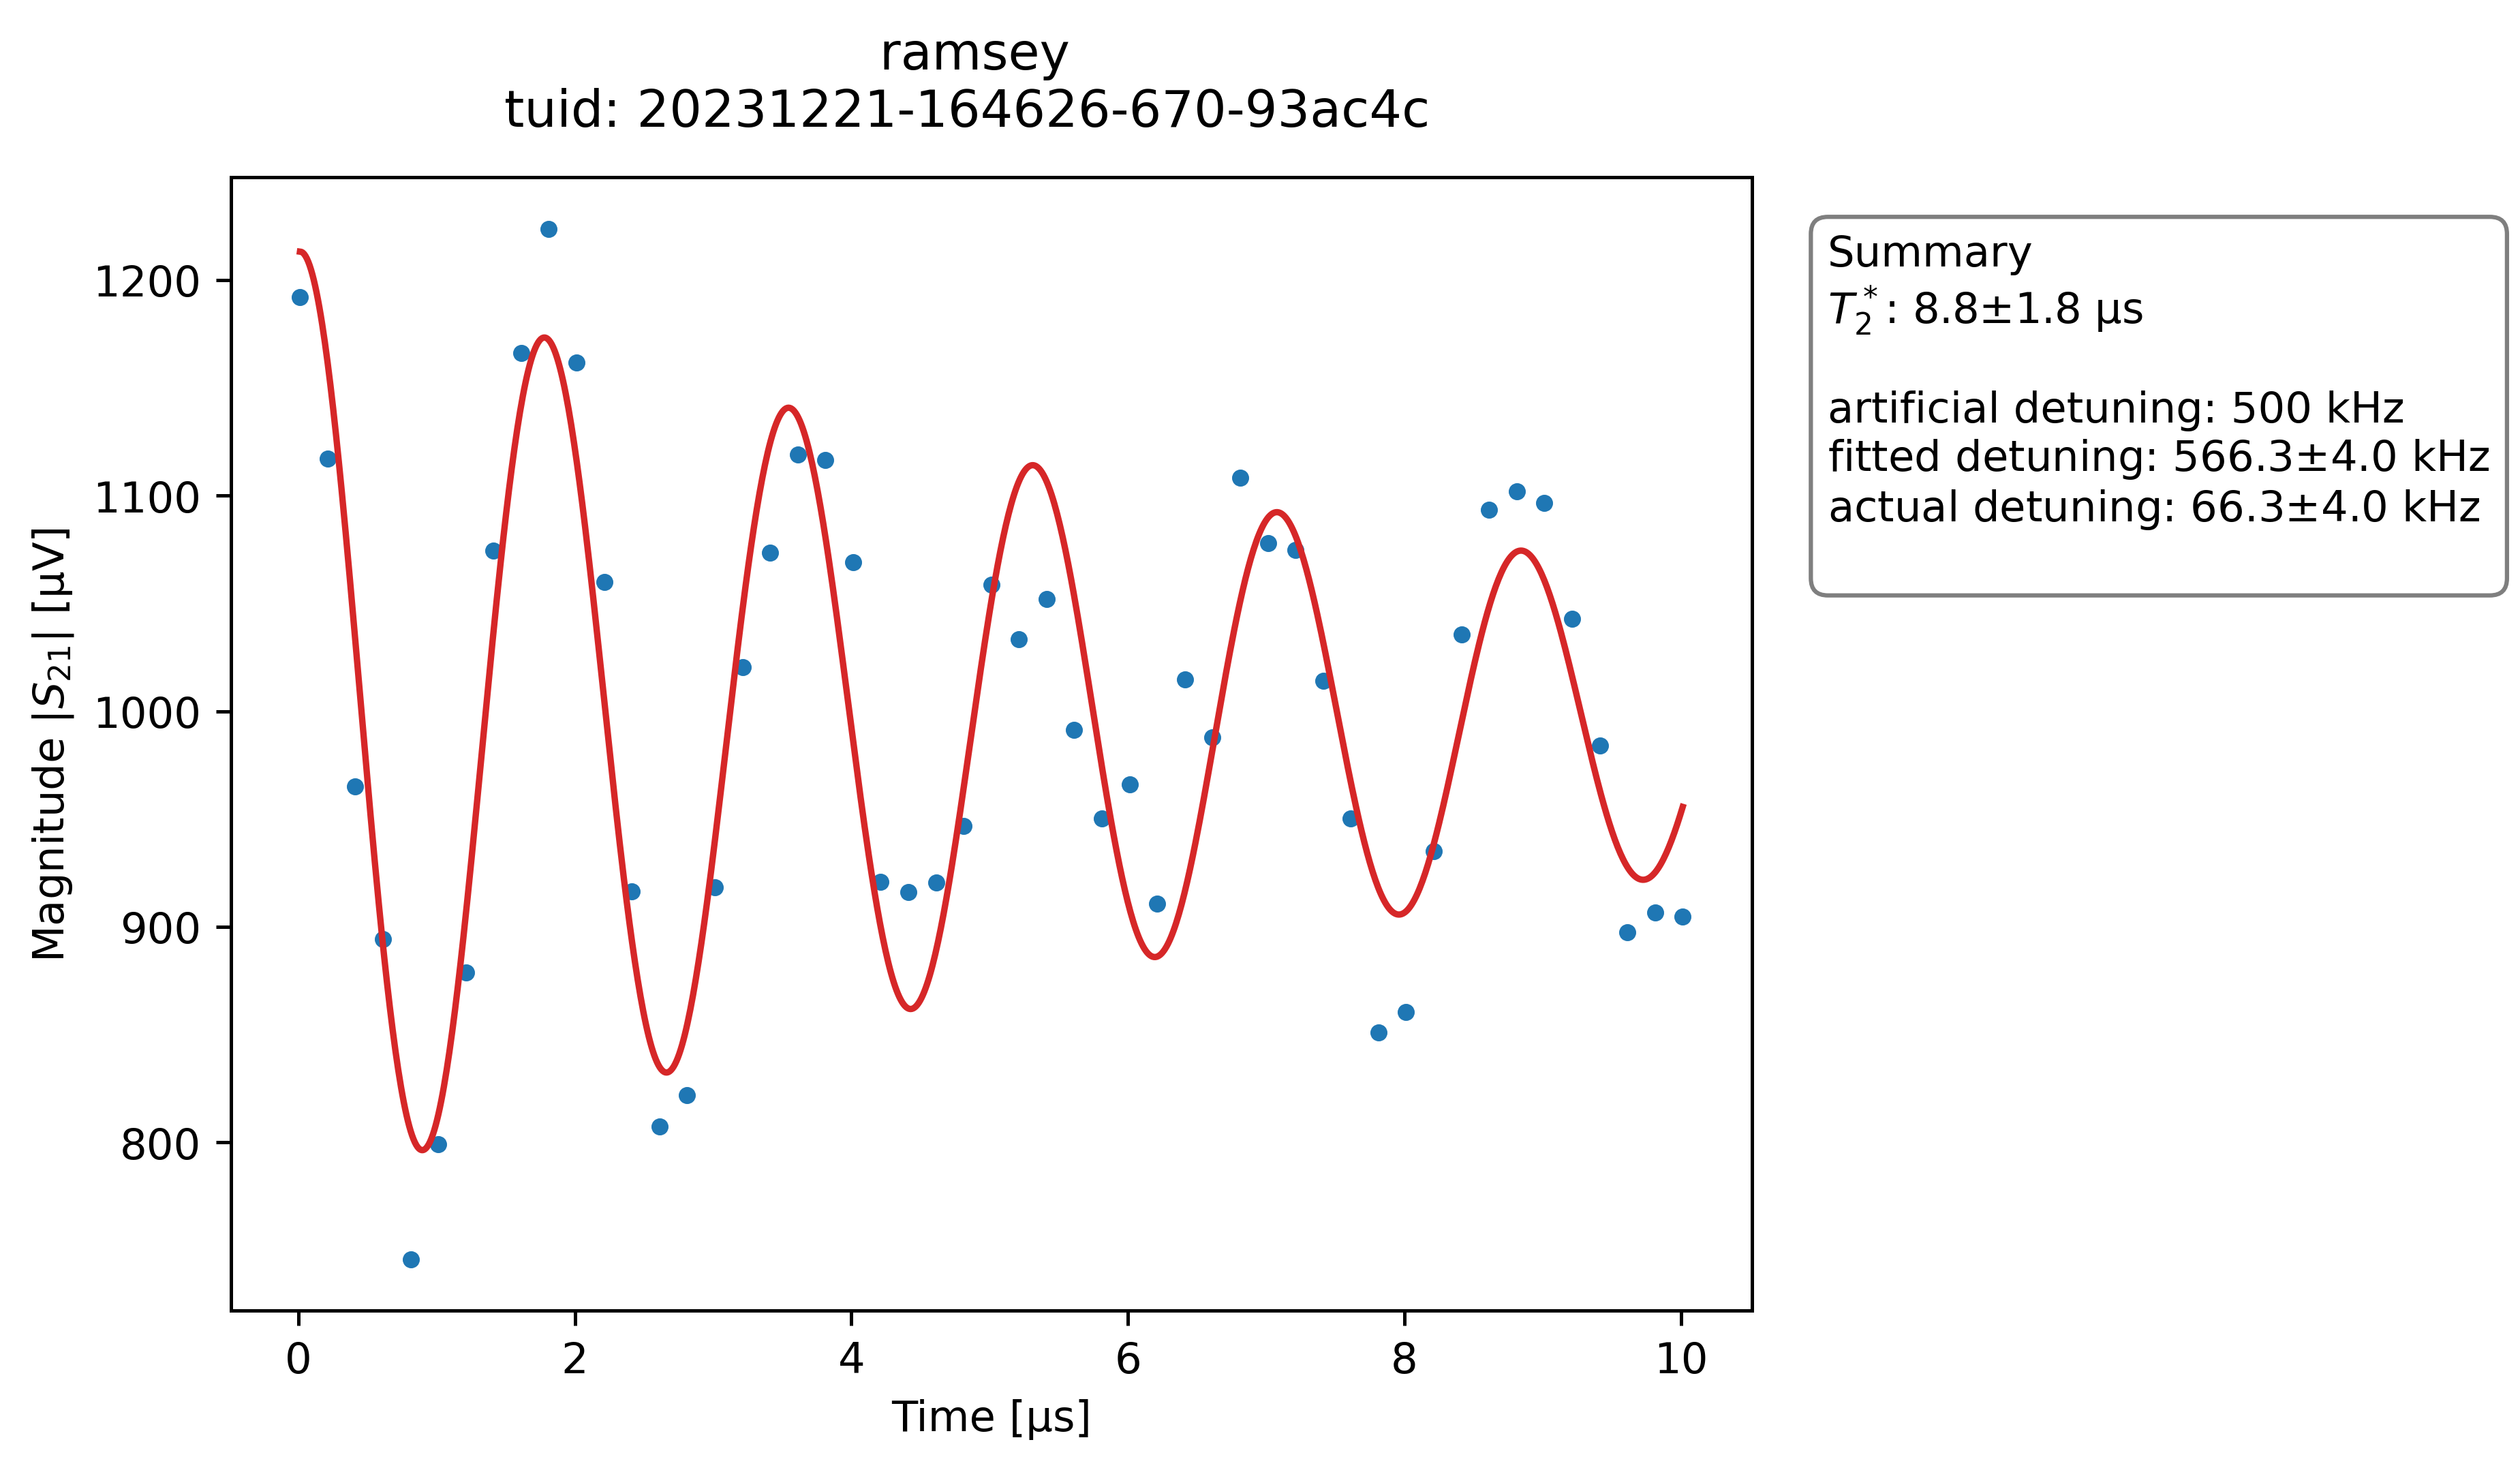 ramsey
tuid: 20231221-164626-670-93ac4c
Magnitude |S21| [µV]
1200
1100
1000
900
800
0
2
4
6
8
10
Time [µs]
Summary
T2*: 8.8±1.8 µs
artificial detuning: 500 kHz
fitted detuning: 566.3±4.0 kHz
actual detuning: 66.3±4.0 kHz